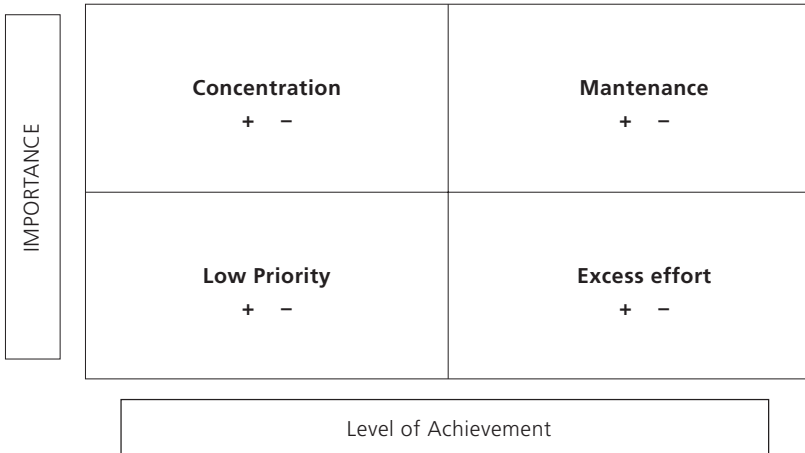 IMPORTANCE
Concentration
+ –
Mantenance
+ –
Low Priority
+ –
Excess effort
+ –
Level of Achievement